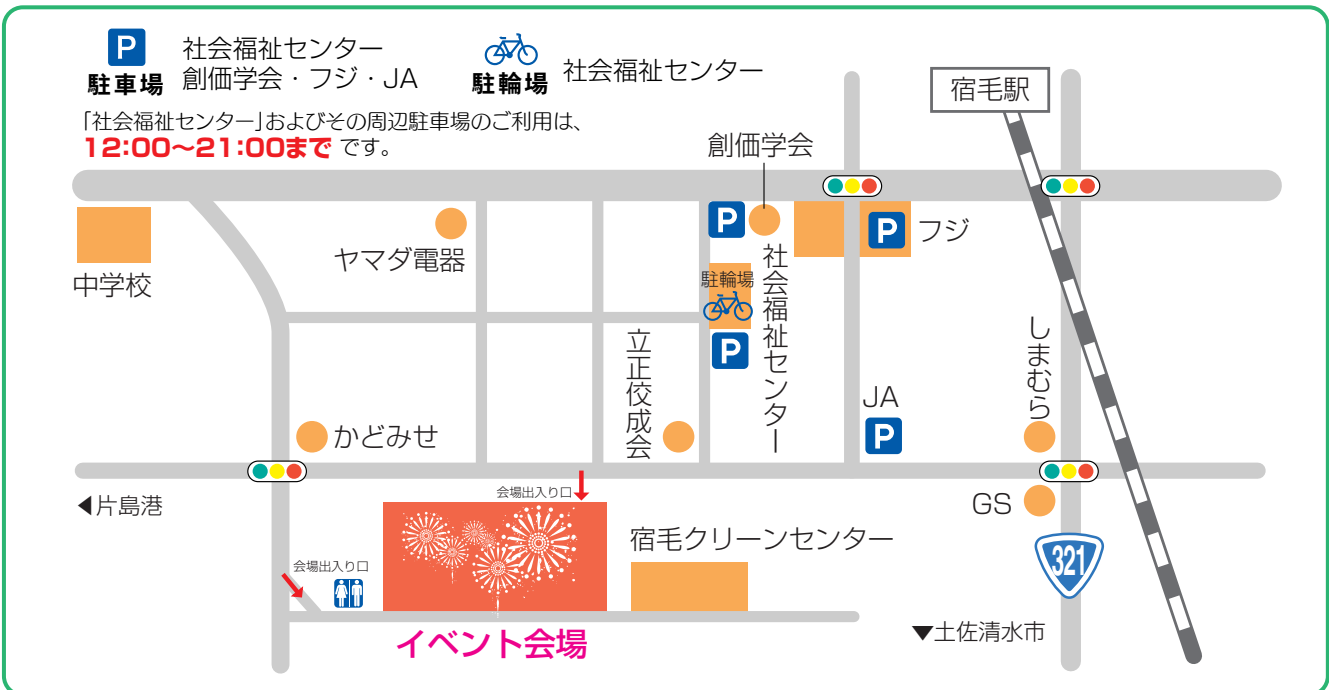 P
駐車場
社会福祉センター
創価学会・フジ・JA
駐輪場
社会福祉センター
「社会福祉センター」およびその周辺駐車場のご利用は、
12:00～21:00まで です。
宿毛駅
創価学会
中学校
ヤマダ電器
P
P
フジ
駐輪場
P
社会福祉センター
立正佼成会
しまむら
JA
P
かどみせ
◀片島港
会場出入り口
GS
宿毛クリーンセンター
321
会場出入り口
イベント会場
▼土佐清水市